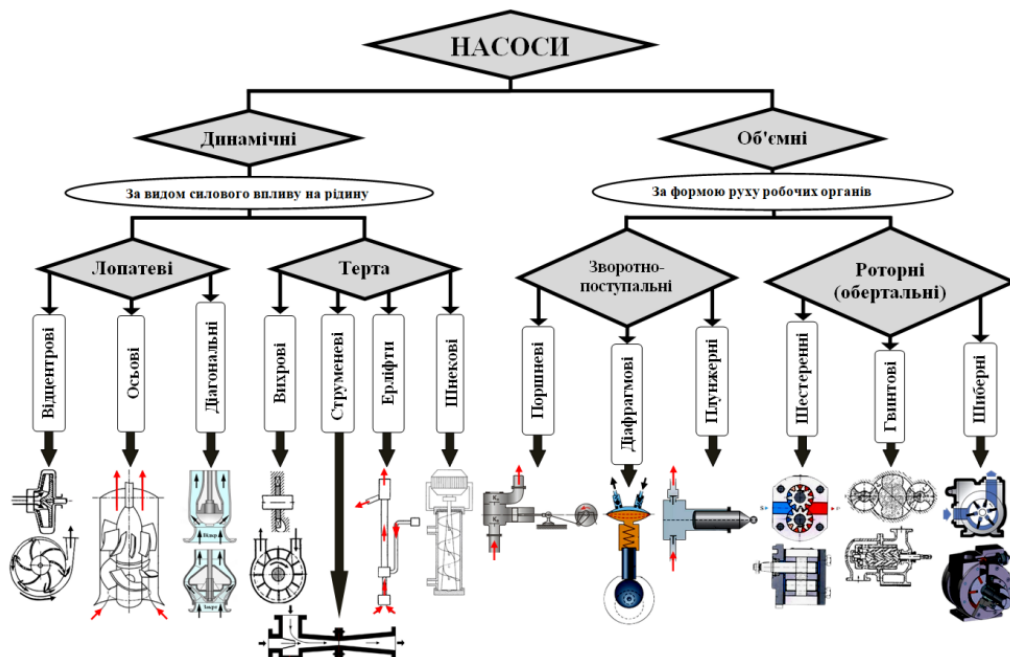 НАСОСИ
Динамічні
Об'ємні
За видом силового впливу на рідину
За формою руху робочих органів
Лопатеві
Терта
Зворотно-
поступальні
Роторні
(обертальні)
Відцентрові
Осьові
Діагональні
Вихрові
Струменеві
Ерліфти
Шнекові
Поршневі
Діафрагмові
Плунжерні
Шестеренні
Гвинтові
Шиберні